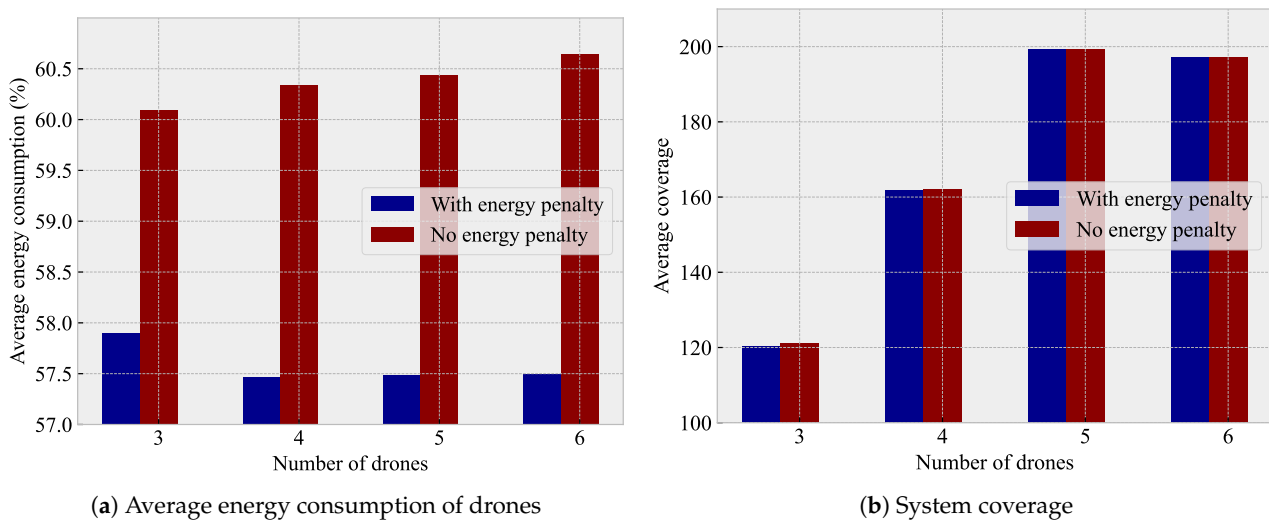 Average energy consumption (%)
60.5
60.0
59.5
59.0
58.5
58.0
57.5
57.0
With energy penalty
No energy penalty
3 4 5 6
Number of drones
(a) Average energy consumption of drones
Average coverage
200
180
160
140
120
100
With energy penalty
No energy penalty
3 4 5 6
Number of drones
(b) System coverage